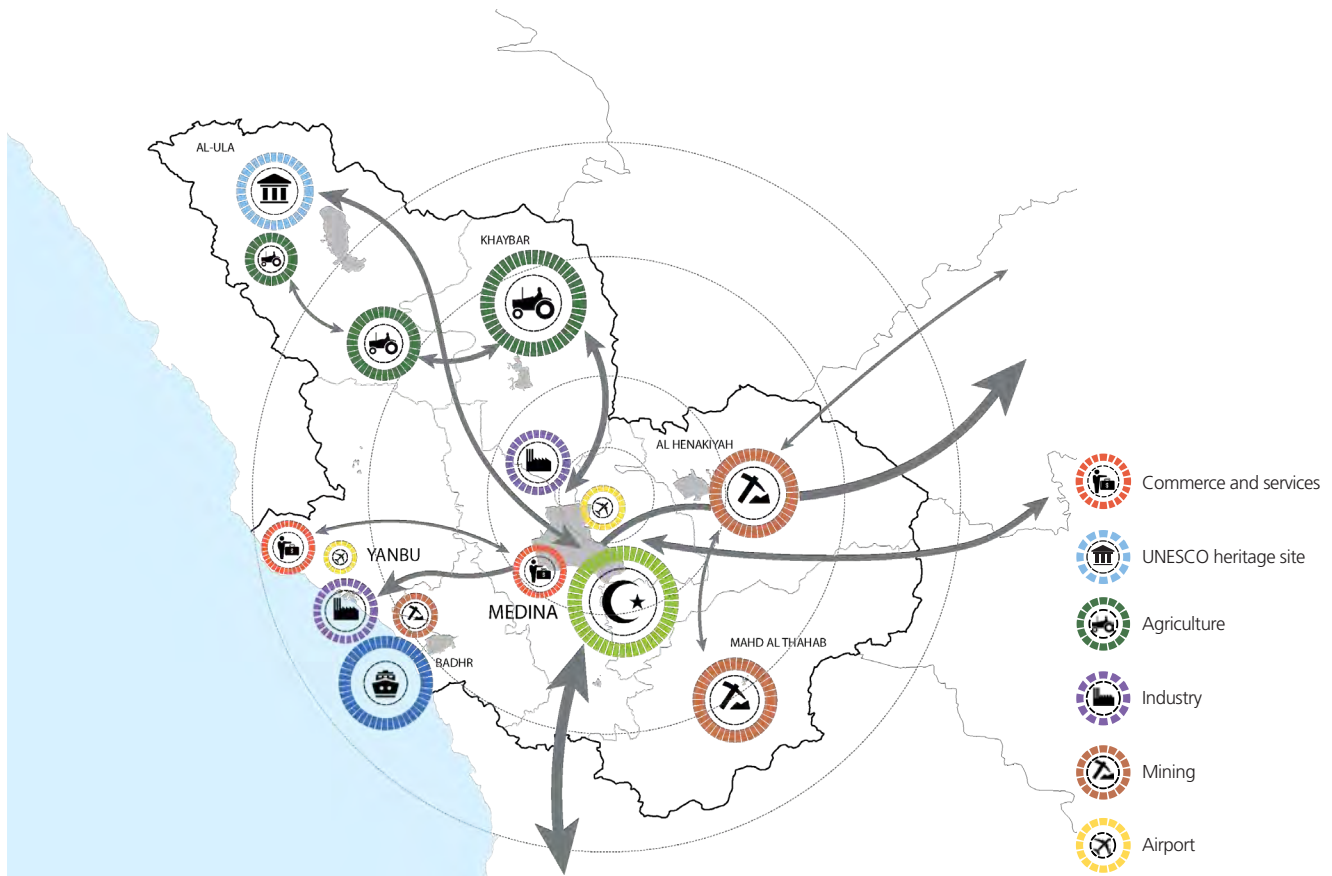 AL-ULA
KHAYBAR
AL HENAKIYAH
YANBU
MEDINA
BADHR
MAHD AL THAHAB
Commerce and services
UNESCO heritage site
Agriculture
Industry
Mining
Airport